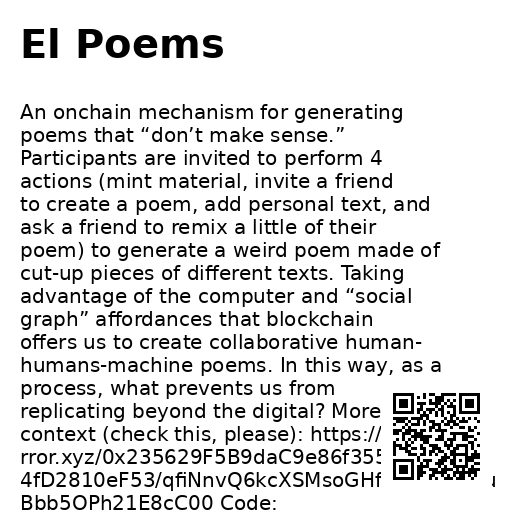 El Poems
An onchain mechanism for generating
poems that “don’t make sense.”
Participants are invited to perform 4
actions (mint material, invite a friend
to create a poem, add personal text, and
ask a friend to remix a little of their
poem) to generate a weird poem made of
cut-up pieces of different texts. Taking
advantage of the computer and “social
graph” affordances that blockchain
offers us to create collaborative human-
humans-machine poems. In this way, as a
process, what prevents us from
replicating beyond the digital? More
context (check this, please): https://
rror.xyz/0x235629F5B9daC9e86f355
4fD2810eF53/qfiNnvQ6kcXSMsoGHf
Bbb5OPh21E8cC00 Code: